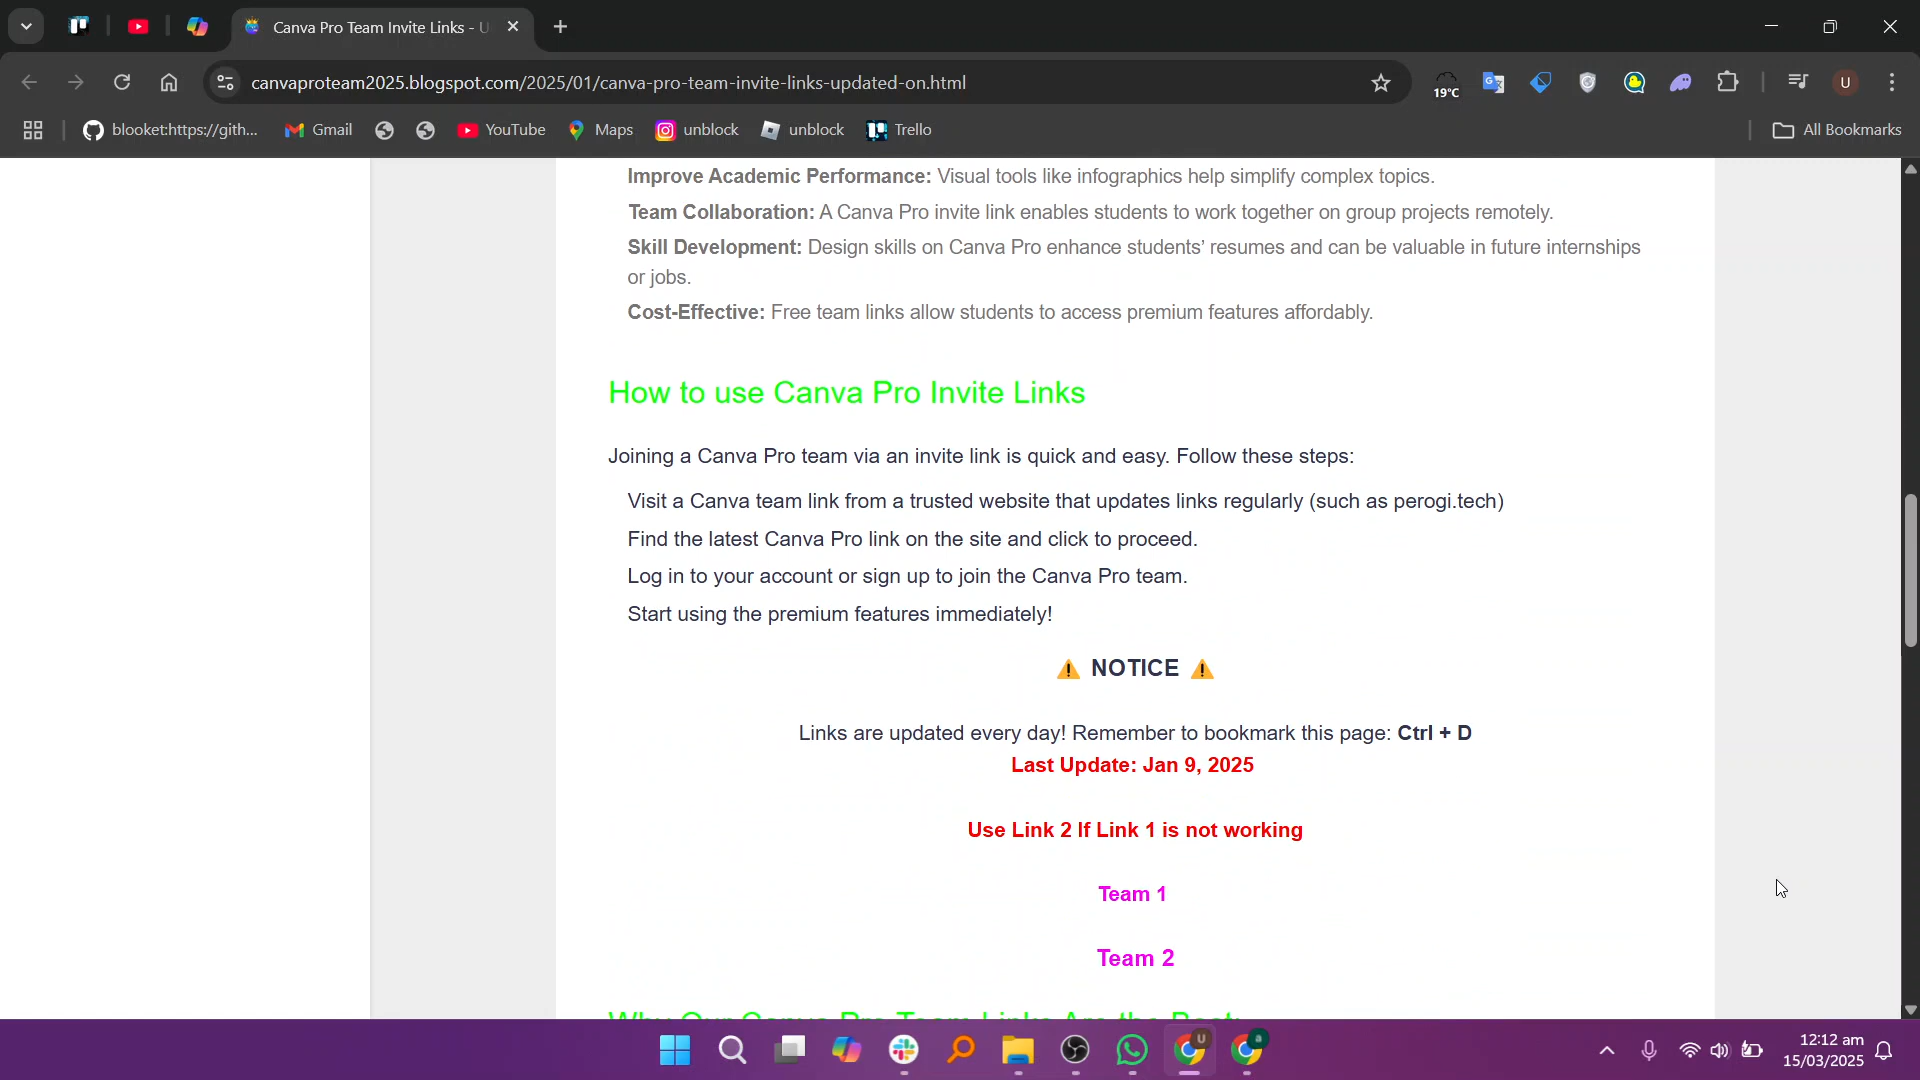 Canva Pro Team Invite Links - U
canvaproteam2025.blogspot.com/2025/01/canva-pro-team-invite-links-updated-on.html
19°C
U
blooket:https://gith...
Gmail
YouTube
Maps
unblock
unblock
Trello
All Bookmarks
Improve Academic Performance: Visual tools like infographics help simplify complex topics.
Team Collaboration: A Canva Pro invite link enables students to work together on group projects remotely.
Skill Development: Design skills on Canva Pro enhance students’ resumes and can be valuable in future internships
or jobs.
Cost-Effective: Free team links allow students to access premium features affordably.
How to use Canva Pro Invite Links
Joining a Canva Pro team via an invite link is quick and easy. Follow these steps:
Visit a Canva team link from a trusted website that updates links regularly (such as perogi.tech)
Find the latest Canva Pro link on the site and click to proceed.
Log in to your account or sign up to join the Canva Pro team.
Start using the premium features immediately!
⚠ NOTICE ⚠
Links are updated every day! Remember to bookmark this page: Ctrl + D
Last Update: Jan 9, 2025
Use Link 2 If Link 1 is not working
Team 1
Team 2
Why Our Canva Pro Team Links Are the Best:
U
a
12:12 am
15/03/2025